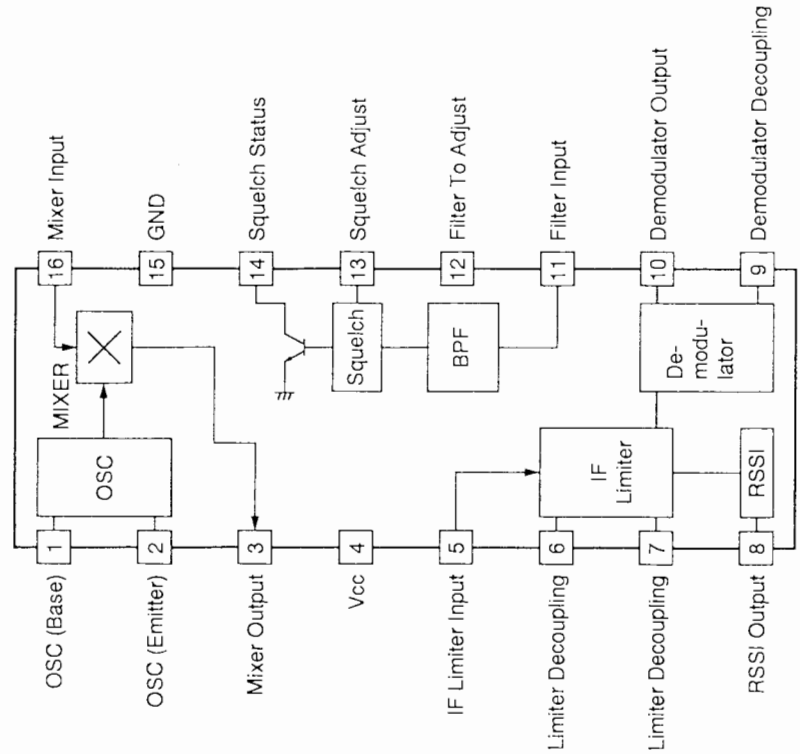 Mixer Input
GND
Squelch Status
Squelch Adjust
Filter To Adjust
Filter Input
Demodulator Output
Demodulator Decoupling
16
15
14
13
12
11
10
9
MIXER
OSC
Squelch
BPF
De-
modu-
lator
IF
Limiter
RSSI
1
2
3
4
5
6
7
8
OSC (Base)
OSC (Emitter)
Mixer Output
Vcc
IF Limiter Input
Limiter Decoupling
Limiter Decoupling
RSSI Output